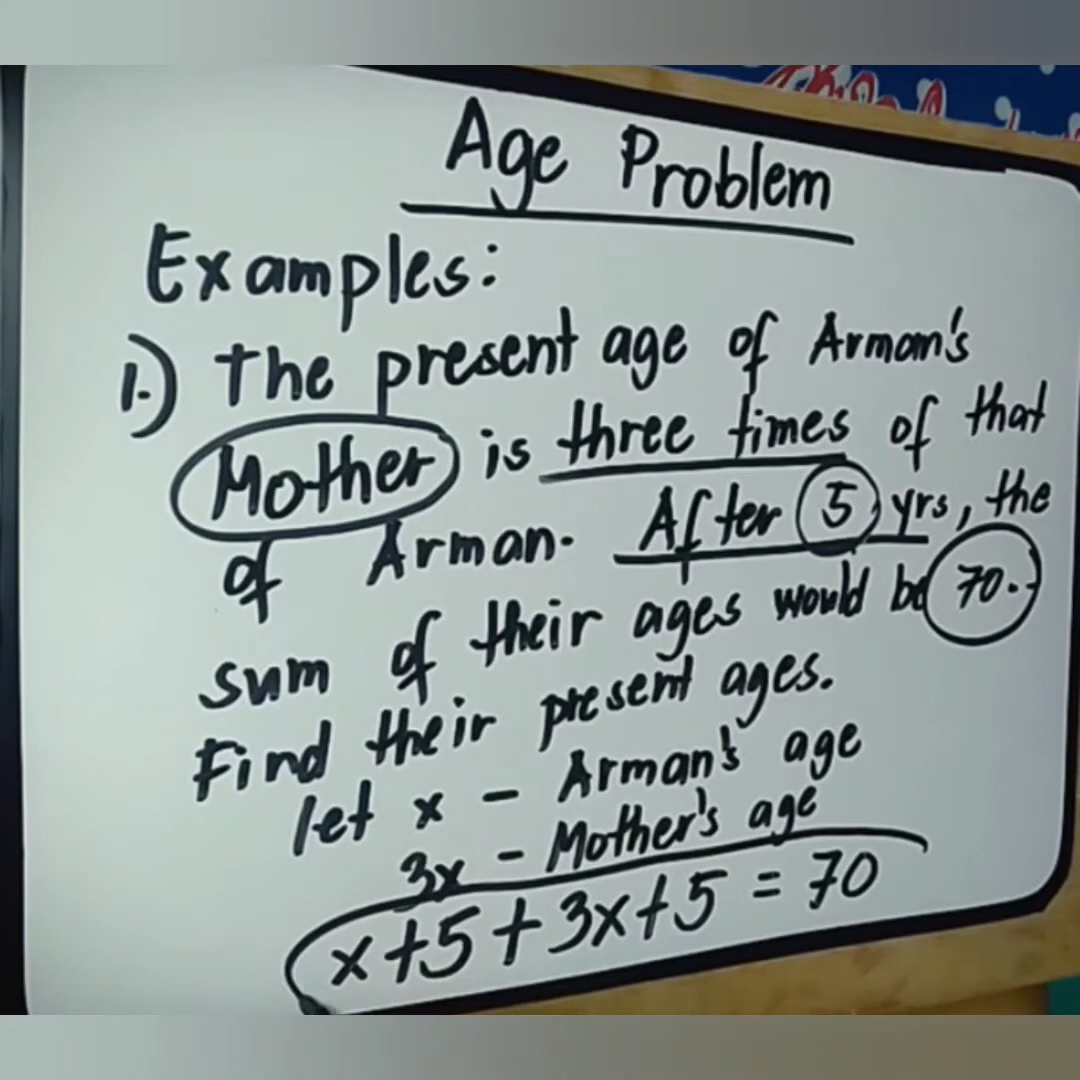 Age Problem
Examples:
1.) The present age of Arman's
Mother is three times of that
of Arman. After 5 yrs, the
sum of their ages would be 70.
Find their present ages.
let x - Arman's age
3x - Mother's age
x+5+3x+5 = 70